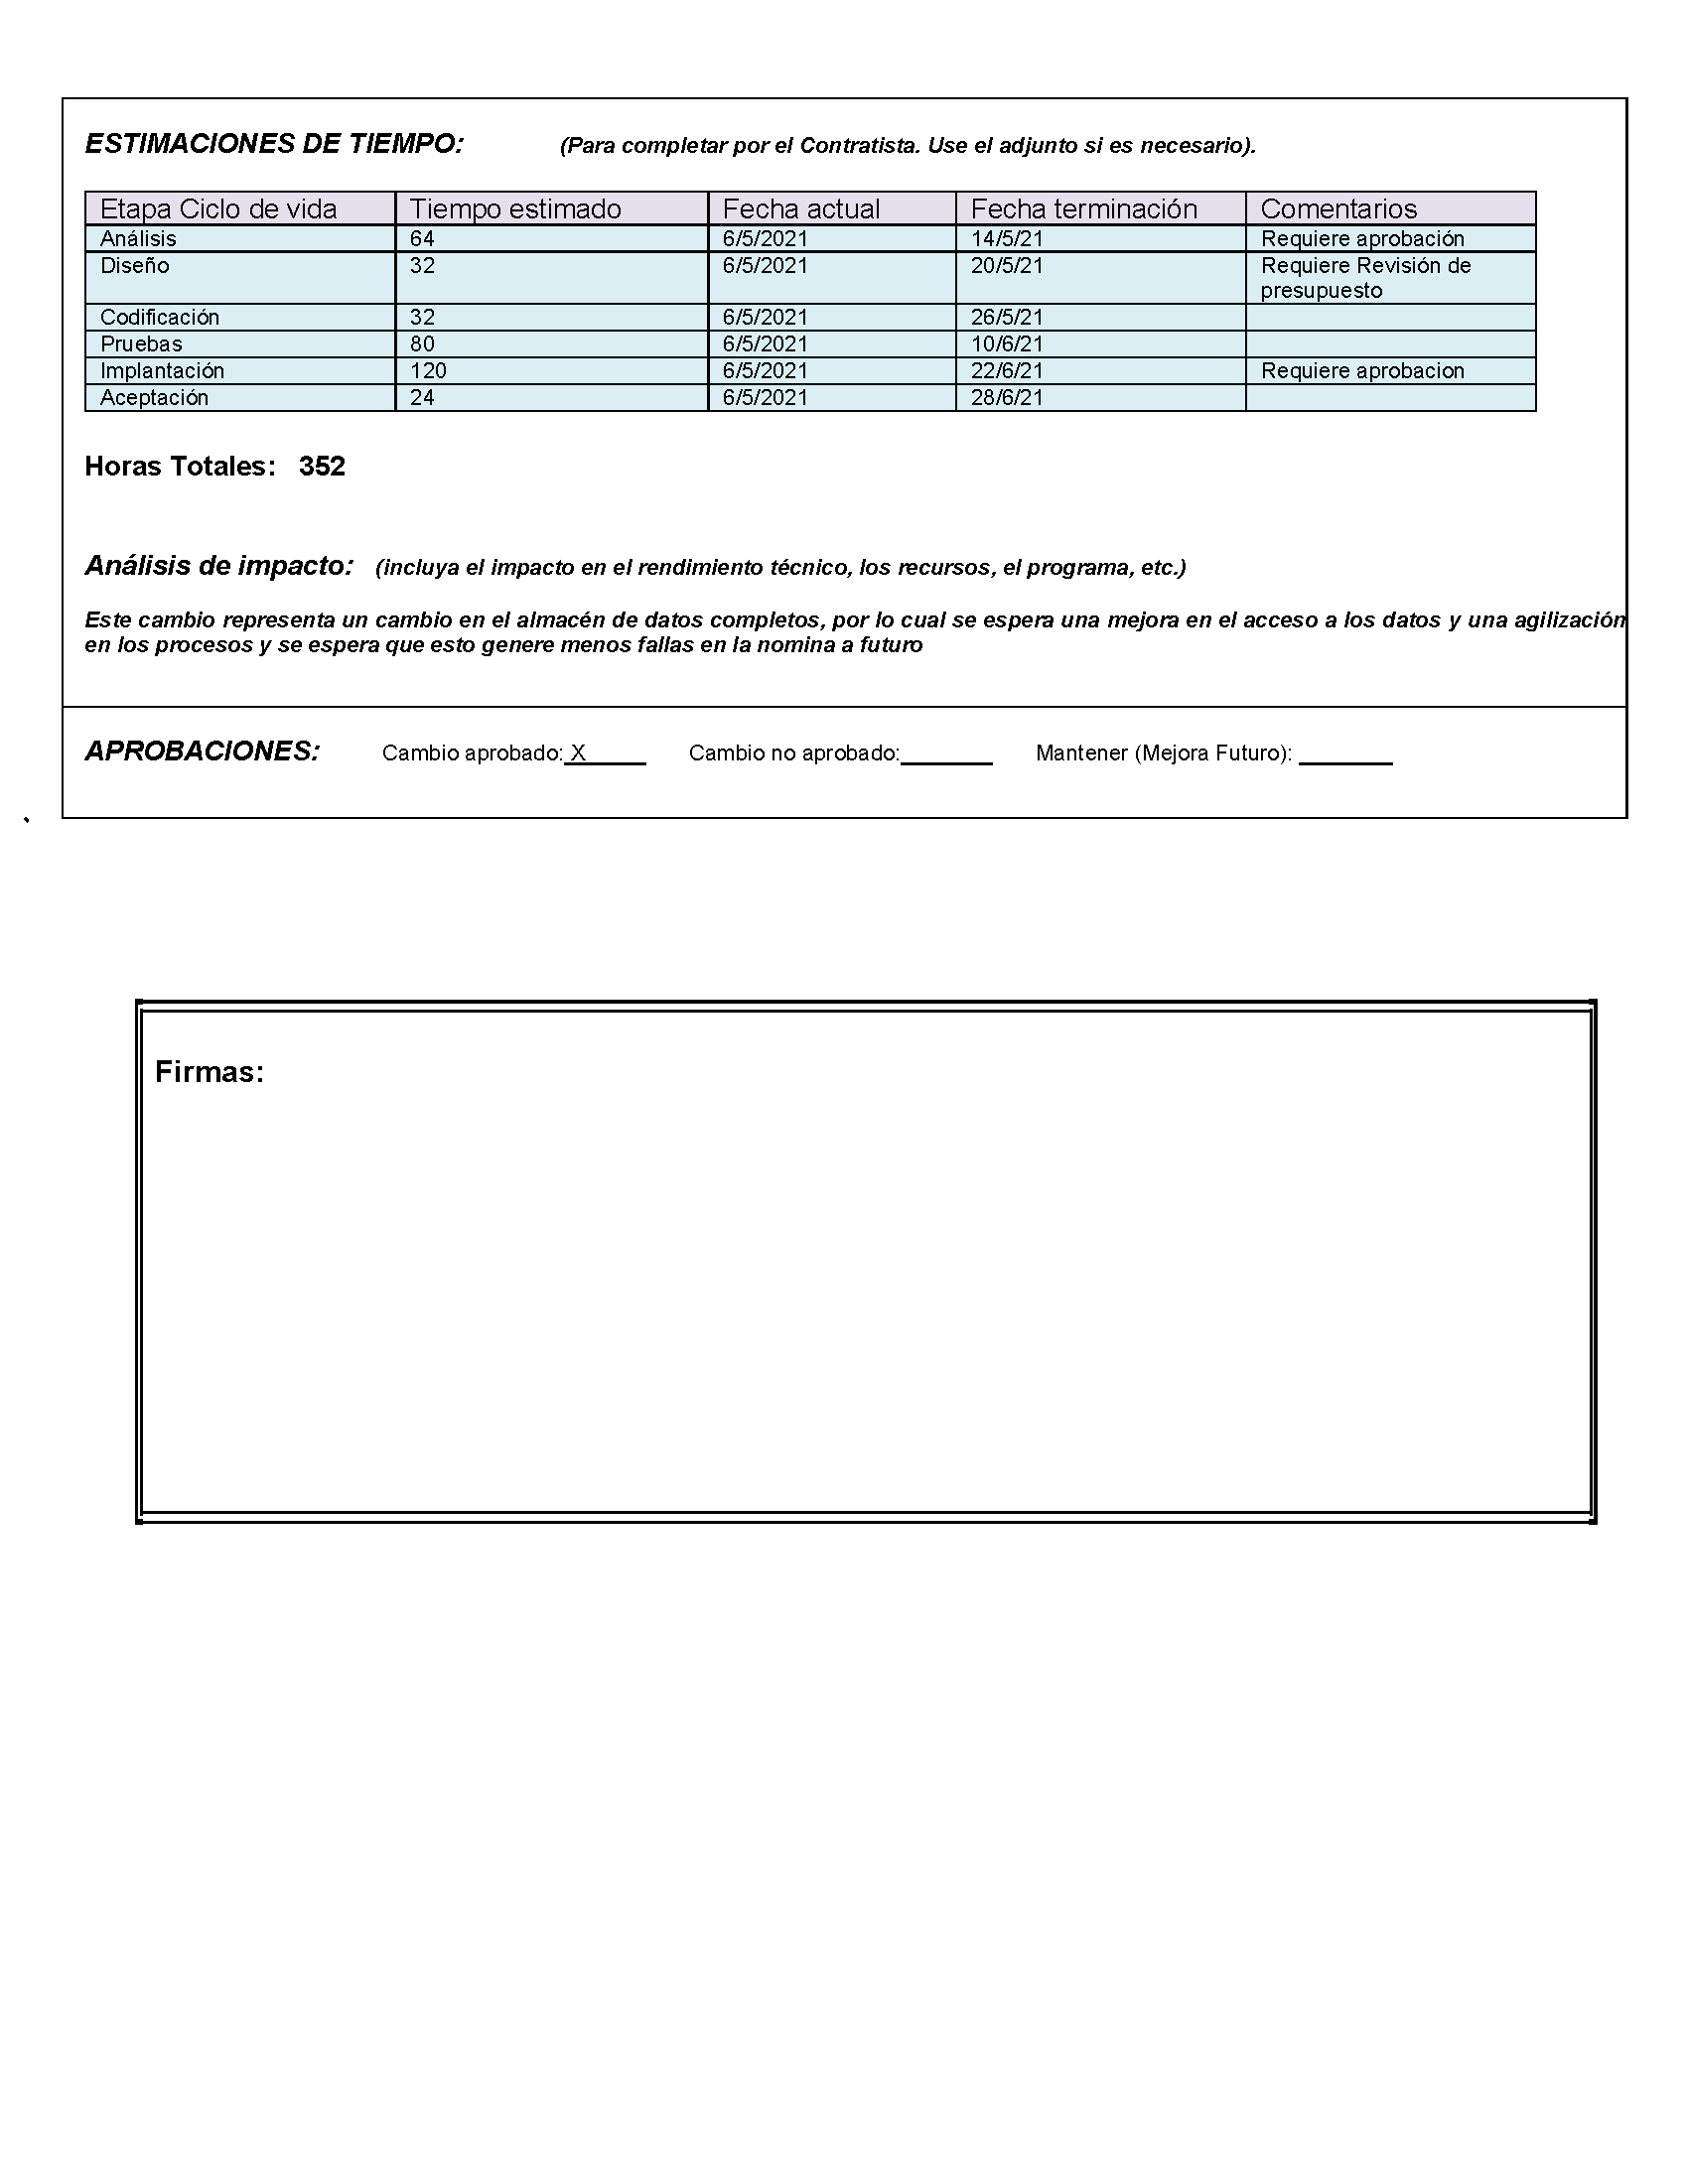 ESTIMACIONES DE TIEMPO: (Para completar por el Contratista. Use el adjunto si es necesario).
Etapa Ciclo de vida Tiempo estimado Fecha actual Fecha terminación Comentarios
Análisis 64 6/5/2021 14/5/21 Requiere aprobación
Diseño 32 6/5/2021 20/5/21 Requiere Revisión de
presupuesto
Codificación 32 6/5/2021 26/5/21
Pruebas 80 6/5/2021 10/6/21
Implantación 120 6/5/2021 22/6/21 Requiere aprobacion
Aceptación 24 6/5/2021 28/6/21
Horas Totales: 352
Análisis de impacto: (incluya el impacto en el rendimiento técnico, los recursos, el programa, etc.)
Este cambio representa un cambio en el almacén de datos completos, por lo cual se espera una mejora en el acceso a los datos y una agilización
en los procesos y se espera que esto genere menos fallas en la nomina a futuro
APROBACIONES: Cambio aprobado: X Cambio no aprobado:_______ Mantener (Mejora Futuro): _______
Firmas: